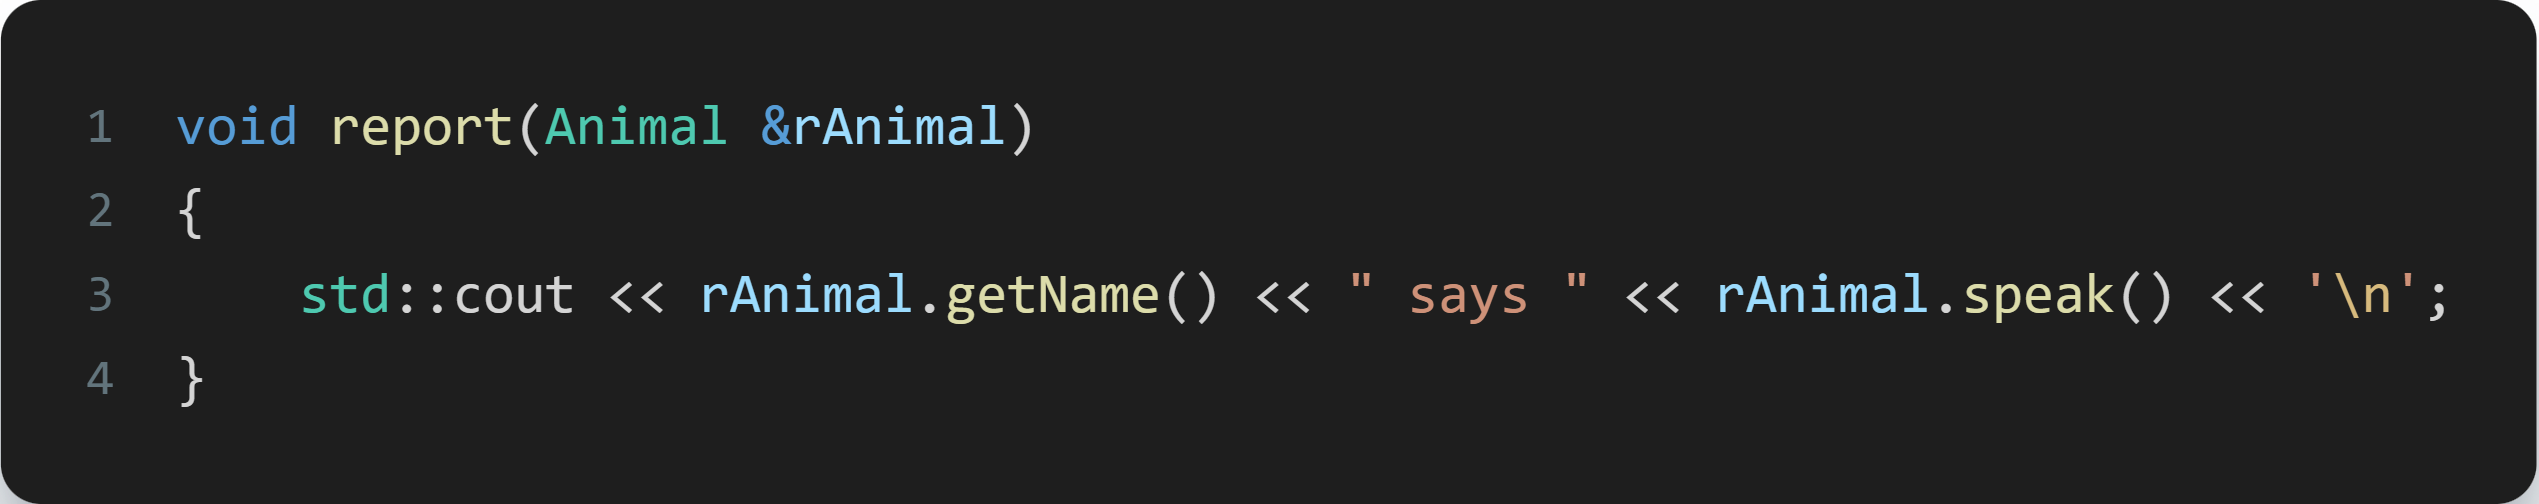 1 void report(Animal &rAnimal)
2 {
3     std::cout << rAnimal.getName() << " says " << rAnimal.speak() << '\n';
4 }